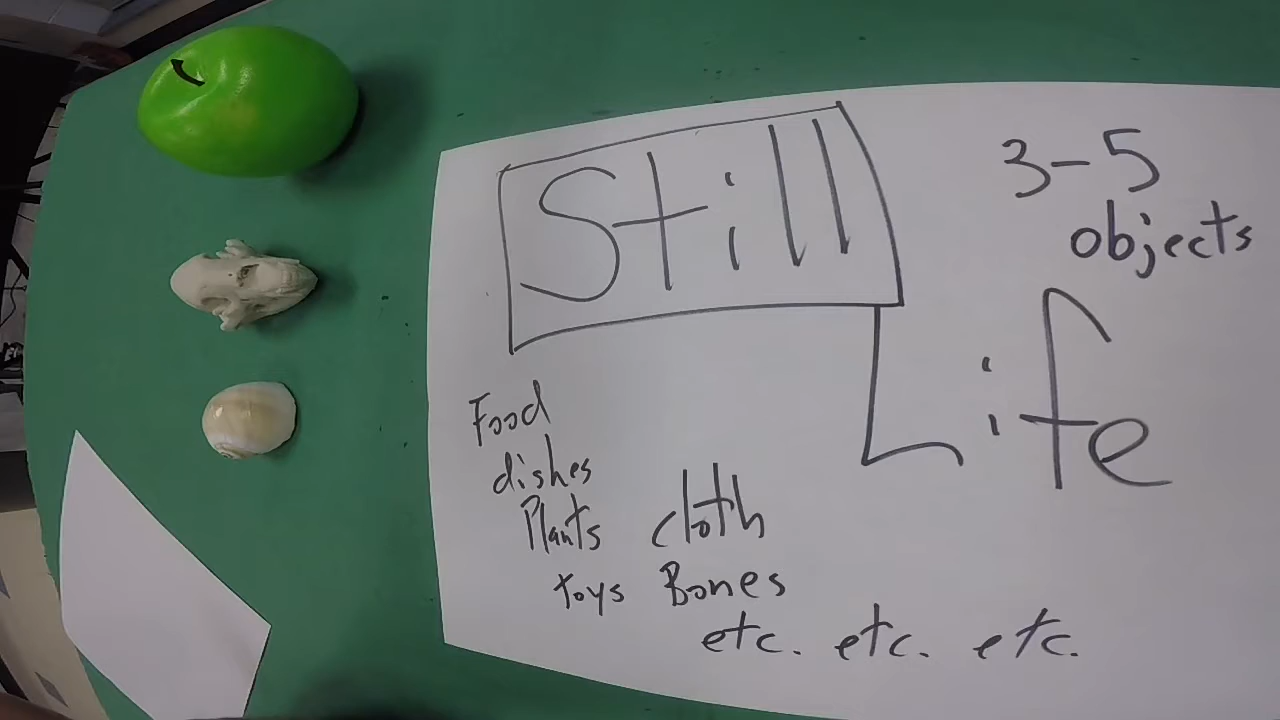 Still
3-5
objects
Life
Food
dishes
Plants cloth
toys Bones
etc. etc. etc.